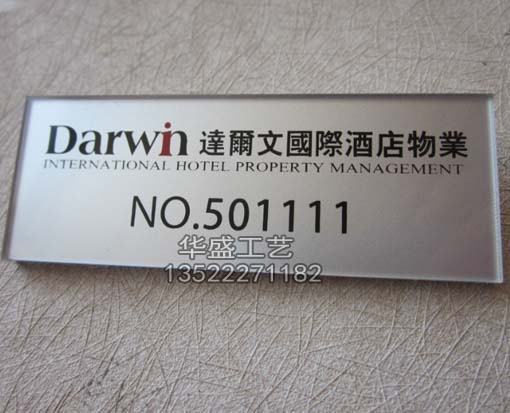 Darwin 達爾文國際酒店物業
INTERNATIONAL HOTEL PROPERTY MANAGEMENT
NO.501111
华盛工艺
13522271182